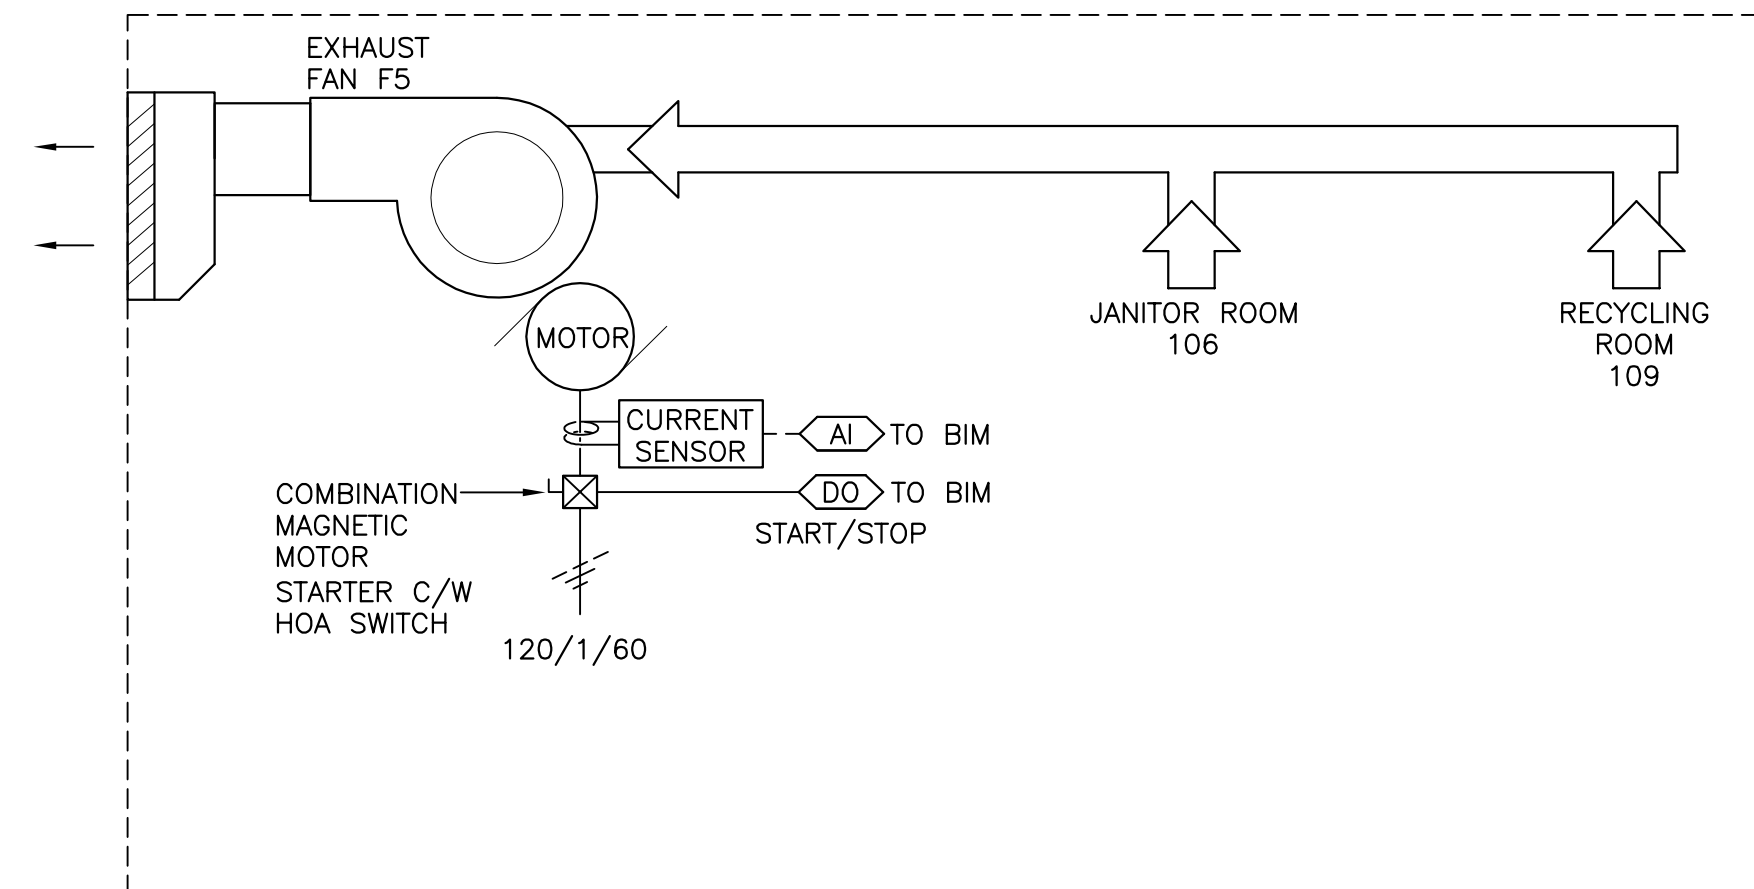 EXHAUST
FAN F5
MOTOR
JANITOR ROOM
106
RECYCLING
ROOM
109
CURRENT
SENSOR
AI TO BIM
DO TO BIM
START/STOP
COMBINATION
MAGNETIC
MOTOR
STARTER C/W
HOA SWITCH
120/1/60